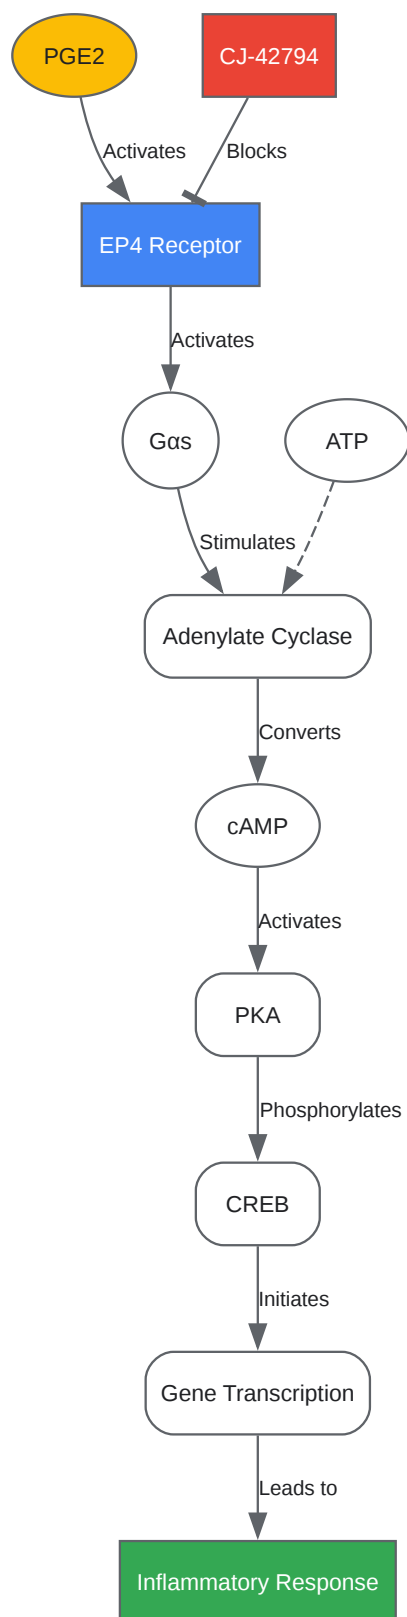 PGE2
CJ-42794
Activates
Blocks
EP4 Receptor
Activates
Gαs
ATP
Stimulates
Adenylate Cyclase
Converts
cAMP
Activates
PKA
Phosphorylates
CREB
Initiates
Gene Transcription
Leads to
Inflammatory Response